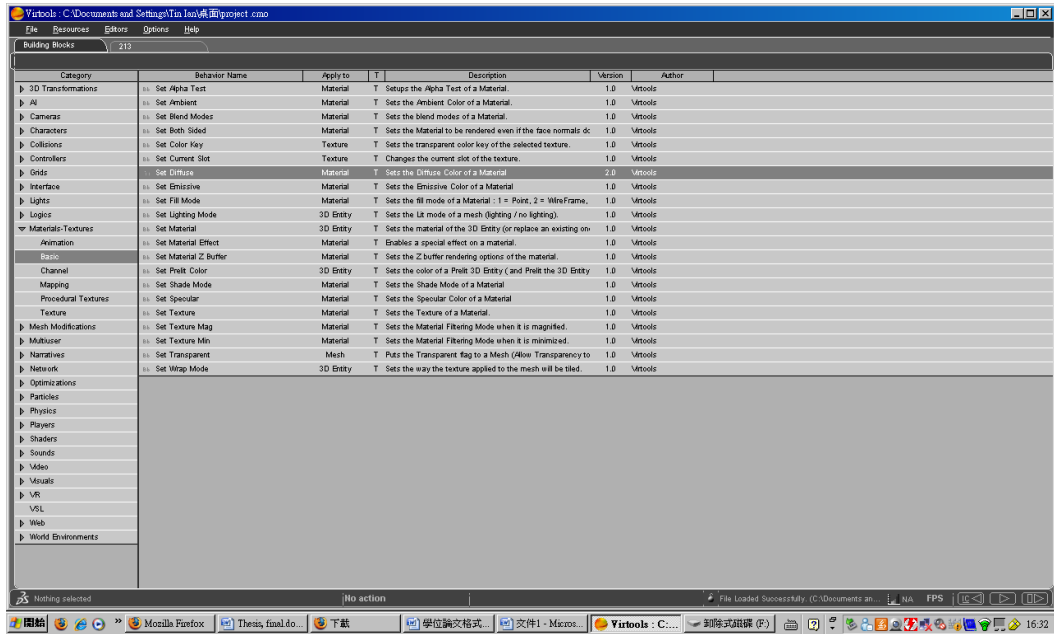 Virtools : C:\Documents and Settings\Tin Ian\桌面\project .cmo
File Resources Editors Options Help
Building Blocks 213
Category Behavior Name Apply to T Description Version Author
3D Transformations Set Alpha Test Material T Setups the Alpha Test of a Material. 1.0 Virtools
AI Set Ambient Material T Sets the Ambient Color of a Material. 1.0 Virtools
Cameras Set Blend Modes Material T Sets the blend modes of a Material. 1.0 Virtools
Characters Set Both Sided Material T Sets the Material to be rendered even if the face normals dc 1.0 Virtools
Collisions Set Color Key Texture T Sets the transparent color key of the selected texture. 1.0 Virtools
Controllers Set Current Slot Texture T Changes the current slot of the texture. 1.0 Virtools
Grids Set Diffuse Material T Sets the Diffuse Color of a Material 2.0 Virtools
Interface Set Emissive Material T Sets the Emissive Color of a Material 1.0 Virtools
Lights Set Fill Mode Material T Sets the fill mode of a Material : 1 = Point, 2 = WireFrame, 1.0 Virtools
Logics Set Lighting Mode 3D Entity T Sets the Lit mode of a mesh (lighting / no lighting). 1.0 Virtools
Materials-Textures Set Material 3D Entity T Sets the material of the 3D Entity (or replace an existing on 1.0 Virtools
Animation Set Material Effect Material T Enables a special effect on a material. 1.0 Virtools
Basic Set Material Z Buffer Material T Sets the Z buffer rendering options of the material. 1.0 Virtools
Channel Set Prelit Color 3D Entity T Sets the color of a Prelit 3D Entity ( and Prelit the 3D Entity 1.0 Virtools
Mapping Set Shade Mode Material T Sets the Shade Mode of a Material 1.0 Virtools
Procedural Textures Set Specular Material T Sets the Specular Color of a Material 1.0 Virtools
Texture Set Texture Material T Sets the Texture of a Material. 1.0 Virtools
Mesh Modifications Set Texture Mag Material T Sets the Material Filtering Mode when it is magnified. 1.0 Virtools
Multiuser Set Texture Min Material T Sets the Material Filtering Mode when it is minimized. 1.0 Virtools
Narratives Set Transparent Mesh T Puts the Transparent flag to a Mesh (Allow Transparency to 1.0 Virtools
Network Set Wrap Mode 3D Entity T Sets the way the texture applied to the mesh will be tiled. 1.0 Virtools
Optimizations
Particles
Physics
Players
Shaders
Sounds
Video
Visuals
VR
VSL
Web
World Environments
Nothing selected No action File Loaded Successfully. (C:\Documents an... NA FPS IC
開始 » Mozilla Firefox Thesis, final.do... 下載 學位論文格式... 文件1 - Micros... Virtools : C:... 卸除式磁碟 (F:) 16:32